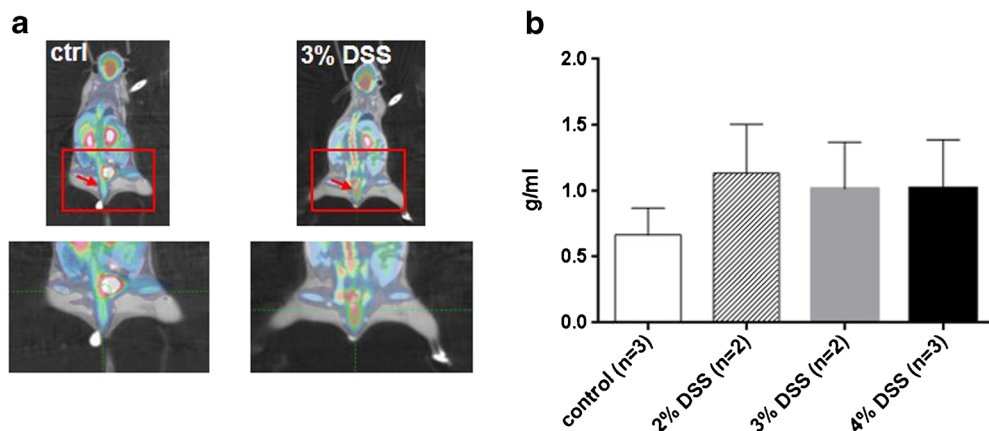 a
ctrl
3% DSS
b
g/ml
2.0
1.5
1.0
0.5
0.0
control (n=3)
2% DSS (n=2)
3% DSS (n=2)
4% DSS (n=3)